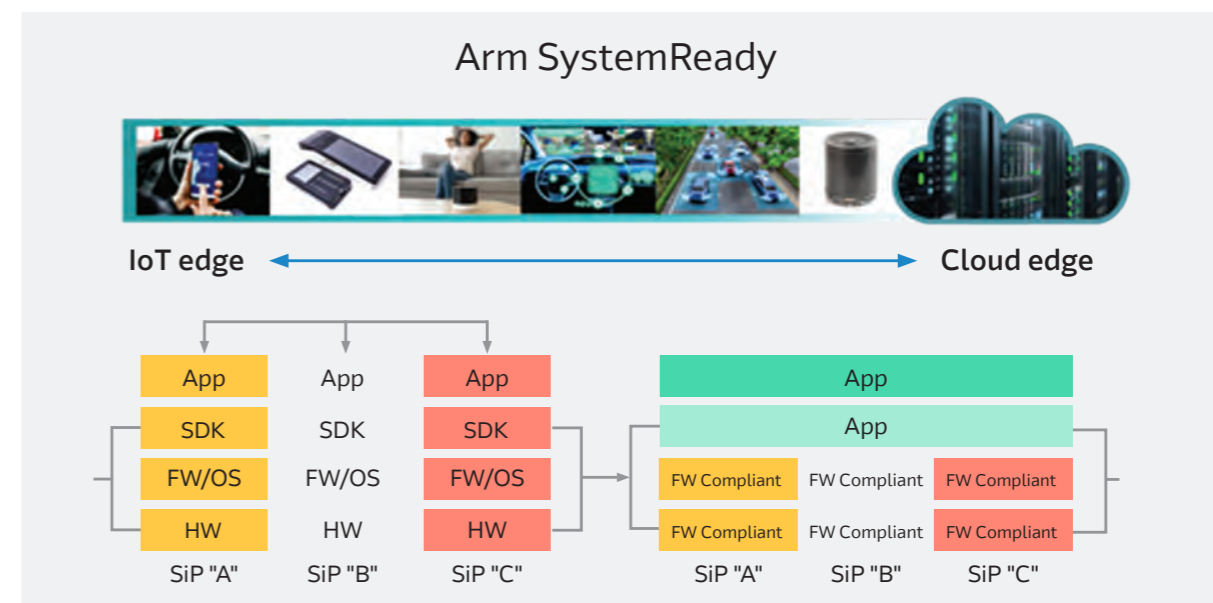 Arm SystemReady
IoT edge
Cloud edge
App App App
SDK SDK SDK
FW/OS FW/OS FW/OS
HW HW HW
SiP "A" SiP "B" SiP "C"
App
App
FW Compliant FW Compliant FW Compliant
FW Compliant FW Compliant FW Compliant
SiP "A" SiP "B" SiP "C"